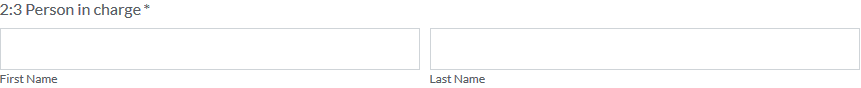 2:3 Person in charge *
First Name
Last Name